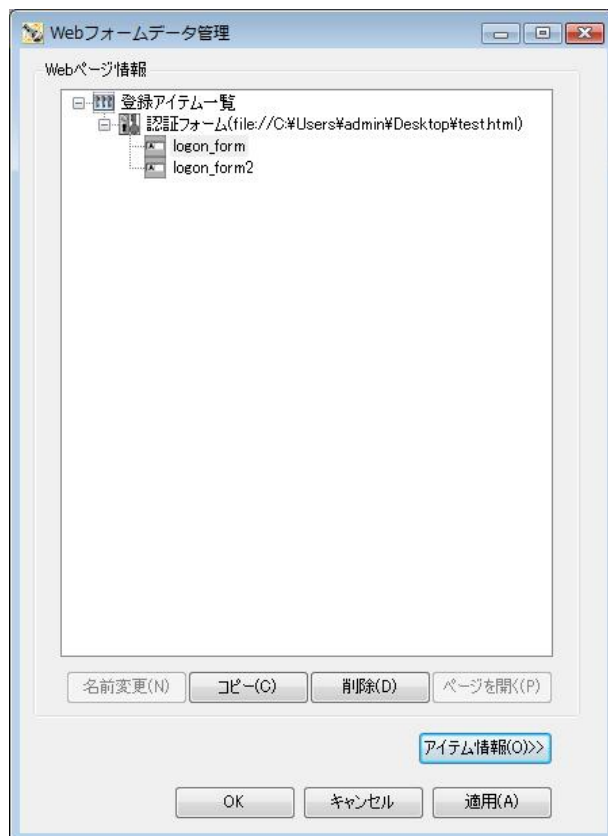 Webフォームデータ管理
Webページ情報
登録アイテム一覧
認証フォーム(file://C:¥Users¥admin¥Desktop¥test.html)
logon_form
logon_form2
名前変更(N) コピー(C) 削除(D) ページを開く(P)
アイテム情報(O)>>
OK キャンセル 適用(A)